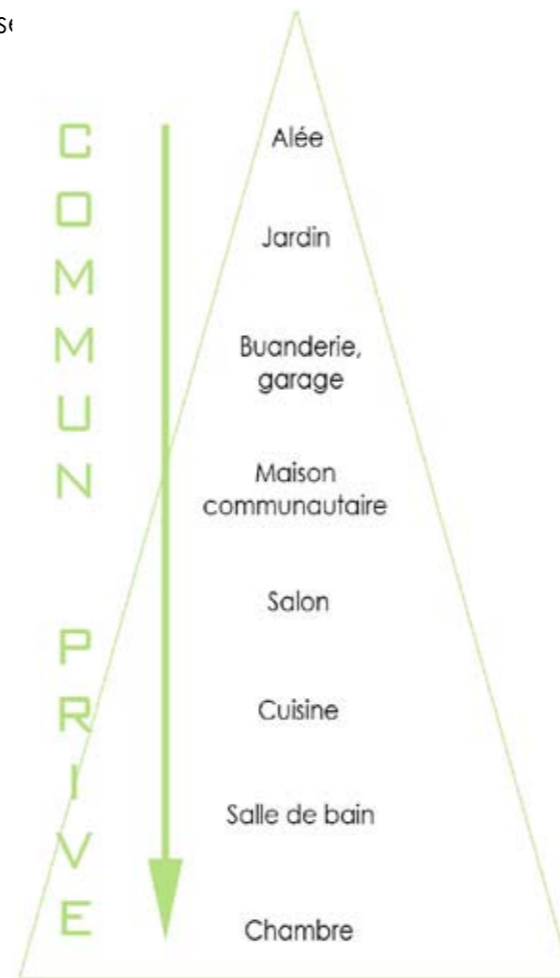 COMMUN PRIVE
Alée
Jardin
Buanderie,
garage
Maison
communautaire
Salon
Cuisine
Salle de bain
Chambre